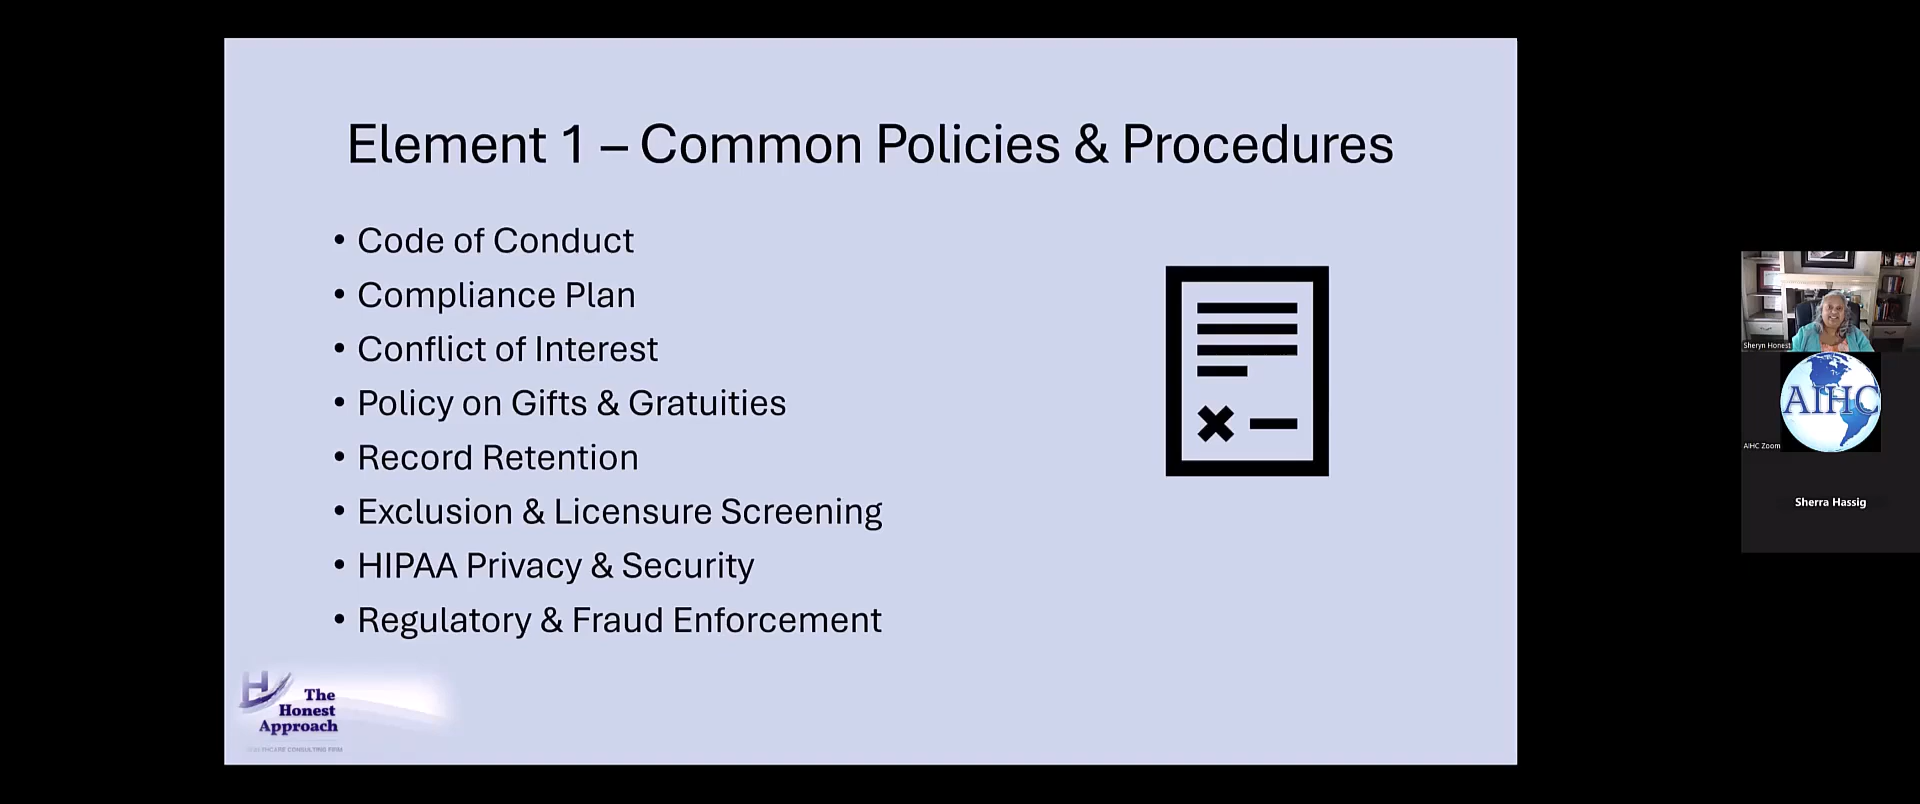 Element 1 – Common Policies & Procedures
• Code of Conduct
• Compliance Plan
• Conflict of Interest
• Policy on Gifts & Gratuities
• Record Retention
• Exclusion & Licensure Screening
• HIPAA Privacy & Security
• Regulatory & Fraud Enforcement
H
The
Honest
Approach
CONSULTING FIRM
Sheryn Honest
AIHC
AIHC Zoom
Sherra Hassig